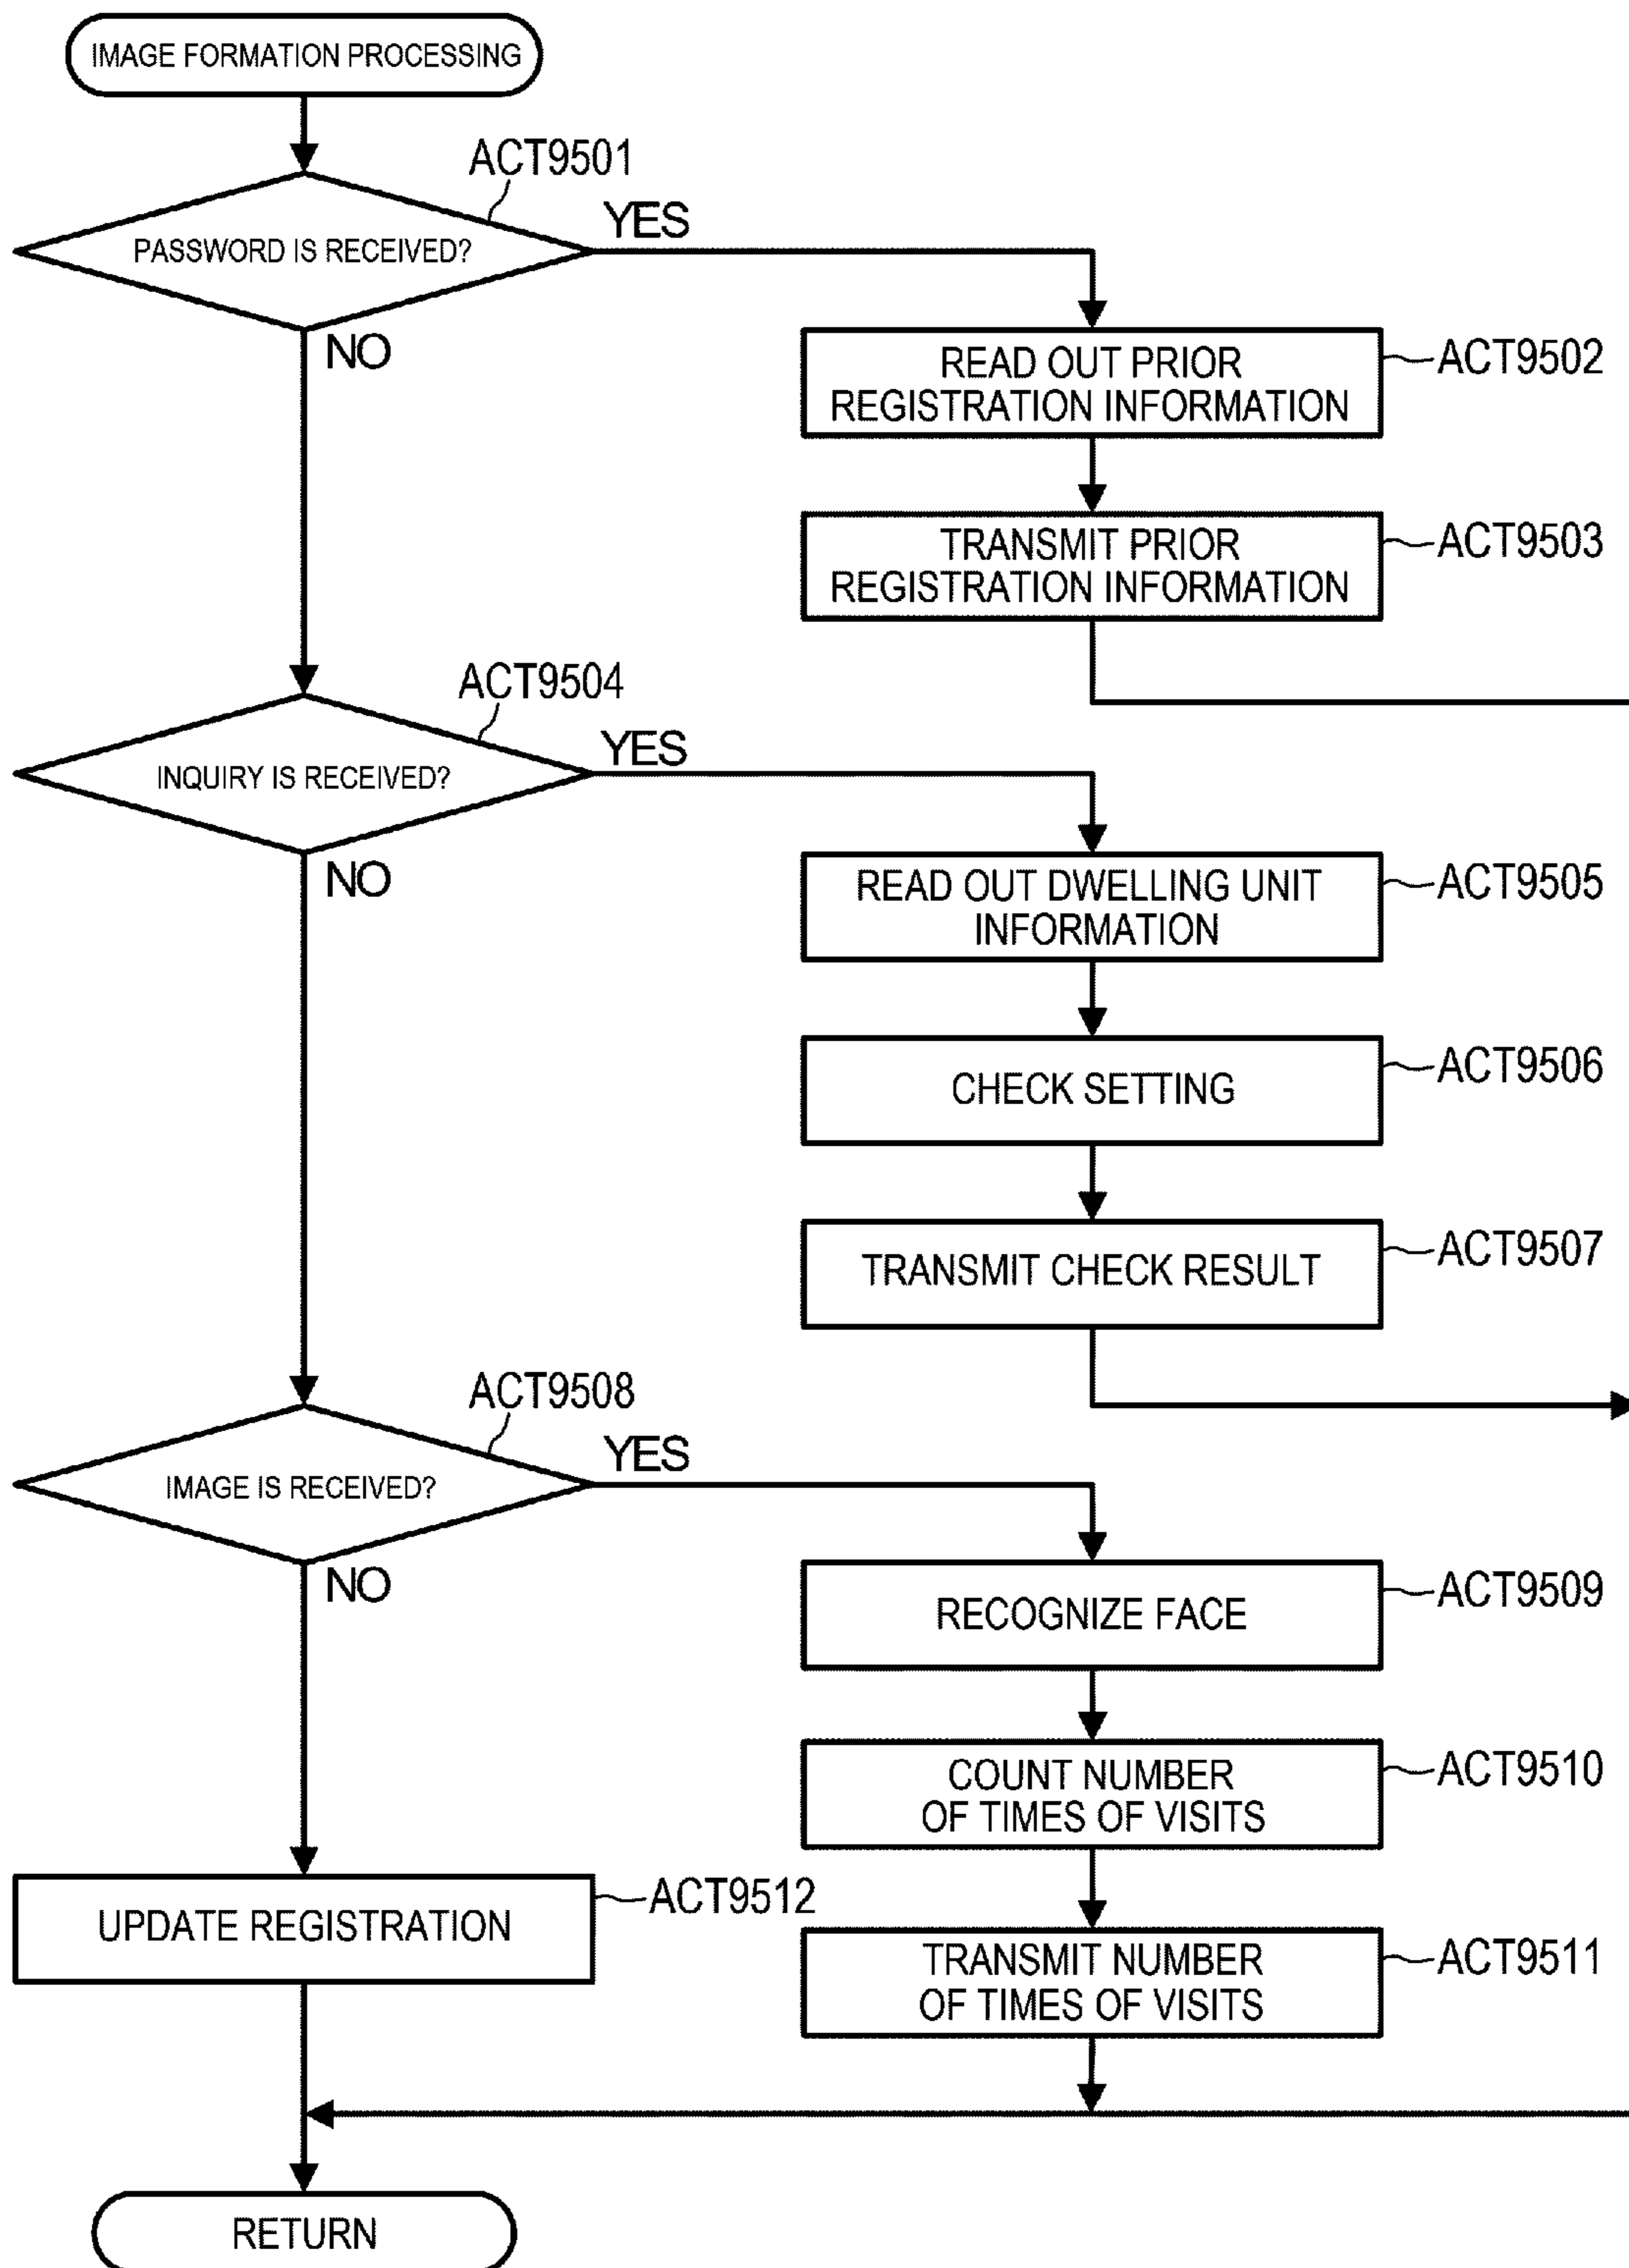 IMAGE FORMATION PROCESSING
ACT9501
PASSWORD IS RECEIVED?
YES
NO
READ OUT PRIOR
REGISTRATION INFORMATION
ACT9502
TRANSMIT PRIOR
REGISTRATION INFORMATION
ACT9503
ACT9504
INQUIRY IS RECEIVED?
YES
NO
READ OUT DWELLING UNIT
INFORMATION
ACT9505
CHECK SETTING
ACT9506
TRANSMIT CHECK RESULT
ACT9507
ACT9508
IMAGE IS RECEIVED?
YES
NO
RECOGNIZE FACE
ACT9509
COUNT NUMBER
OF TIMES OF VISITS
ACT9510
UPDATE REGISTRATION
ACT9512
TRANSMIT NUMBER
OF TIMES OF VISITS
ACT9511
RETURN